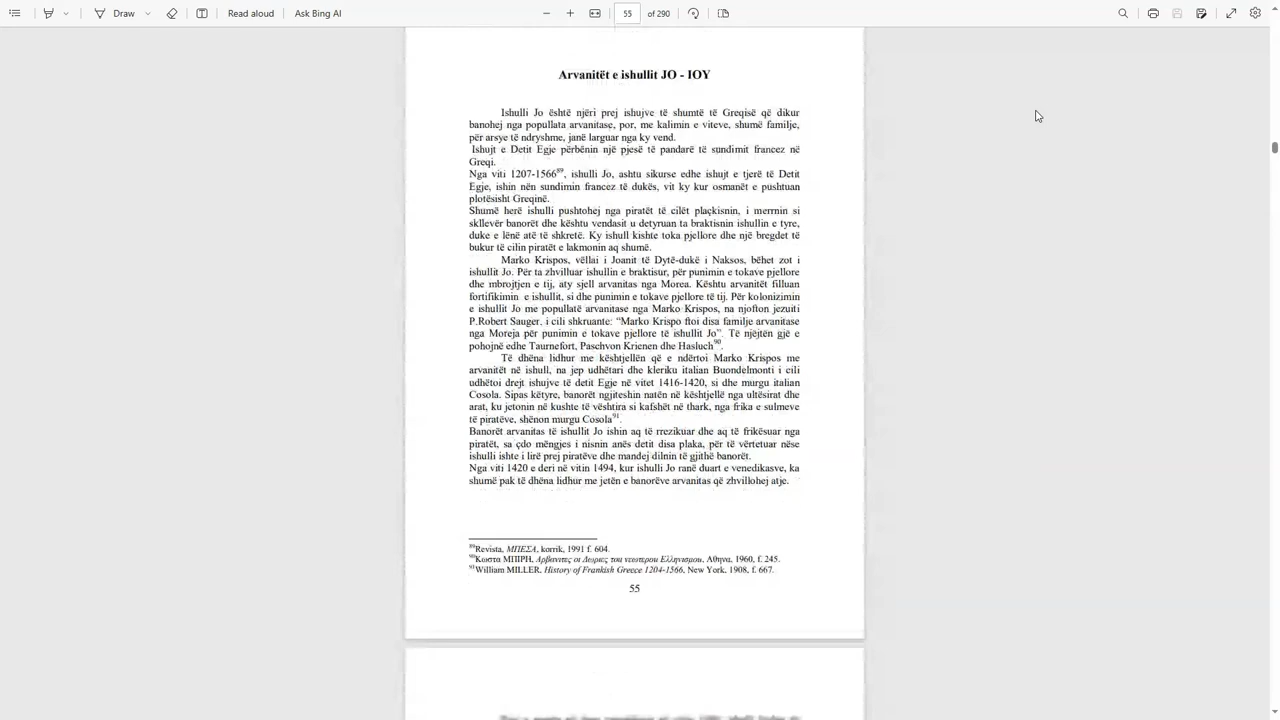 Draw
Read aloud
Ask Bing AI
55
of 290
Arvanitët e ishullit JO - IOY
Ishulli Jo është njëri prej ishujve të shumtë të Greqisë që dikur
banohej nga popullata arvanitase, por, me kalimin e viteve, shumë familje,
për arsye të ndryshme, janë larguar nga ky vend.
Ishujt e Detit Egje përbënin një pjesë të pandarë të sundimit francez në
Greqi.
Nga viti 1207-1566⁸⁹, ishulli Jo, ashtu sikurse edhe ishujt e tjerë të Detit
Egje, ishin nën sundimin francez të dukës, vit ky kur osmanët e pushtuan
plotësisht Greqinë.
Shumë herë ishulli pushtohej nga piratët të cilët plaçkisnin, i merrnin si
skllevër banorët dhe kështu vendasit u detyruan ta braktisnin ishullin e tyre,
duke e lënë atë të shkretë. Ky ishull kishte toka pjellore dhe një bregdet të
bukur të cilin piratët e lakmonin aq shumë.
Marko Krispos, vëllai i Joanit të Dytë-dukë i Naksos, bëhet zot i
ishullit Jo. Për ta zhvilluar ishullin e braktisur, për punimin e tokave pjellore
dhe mbrojtjen e tij, aty sjell arvanitas nga Morea. Kështu arvanitët filluan
fortifikimin e ishullit, si dhe punimin e tokave pjellore të tij. Për kolonizimin
e ishullit Jo me popullatë arvanitase nga Marko Krispos, na njofton jezuiti
P.Robert Sauger, i cili shkruante: “Marko Krispo ftoi disa familje arvanitase
nga Moreja për punimin e tokave pjellore të ishullit Jo”. Të njëjtën gjë e
pohojnë edhe Taurnefort, Paschvon Krienen dhe Hasluch⁹⁰.
Të dhëna lidhur me kështjellën që e ndërtoi Marko Krispos me
arvanitët në ishull, na jep udhëtari dhe kleriku italian Buondelmonti i cili
udhëtoi drejt ishujve të detit Egje në vitet 1416-1420, si dhe murgu italian
Cosola. Sipas këtyre, banorët ngjiteshin natën në kështjellë nga ultësirat dhe
arat, ku jetonin në kushte të vështira si kafshët në thark, nga frika e sulmeve
të piratëve, shënon murgu Cosola⁹¹.
Banorët arvanitas të ishullit Jo ishin aq të rrezikuar dhe aq të frikësuar nga
piratët, sa çdo mëngjes i nisnin anës detit disa plaka, për të vërtetuar nëse
ishulli ishte i lirë prej piratëve dhe mandej dilnin të gjithë banorët.
Nga viti 1420 e deri në vitin 1494, kur ishulli Jo ranë duart e venedikasve, ka
shumë pak të dhëna lidhur me jetën e banorëve arvanitas që zhvillohej atje.
⁸⁹Revista, ΜΠΕΣΑ, korrik, 1991 f. 604.
⁹⁰Κωστα ΜΠΙΡΗ, Αρβανιτες οι Δωριες του νεωτερου Ελληνισμου, Αθηνα, 1960, f. 245.
⁹¹William MILLER, History of Frankish Greece 1204-1566, New York, 1908, f. 667.
55